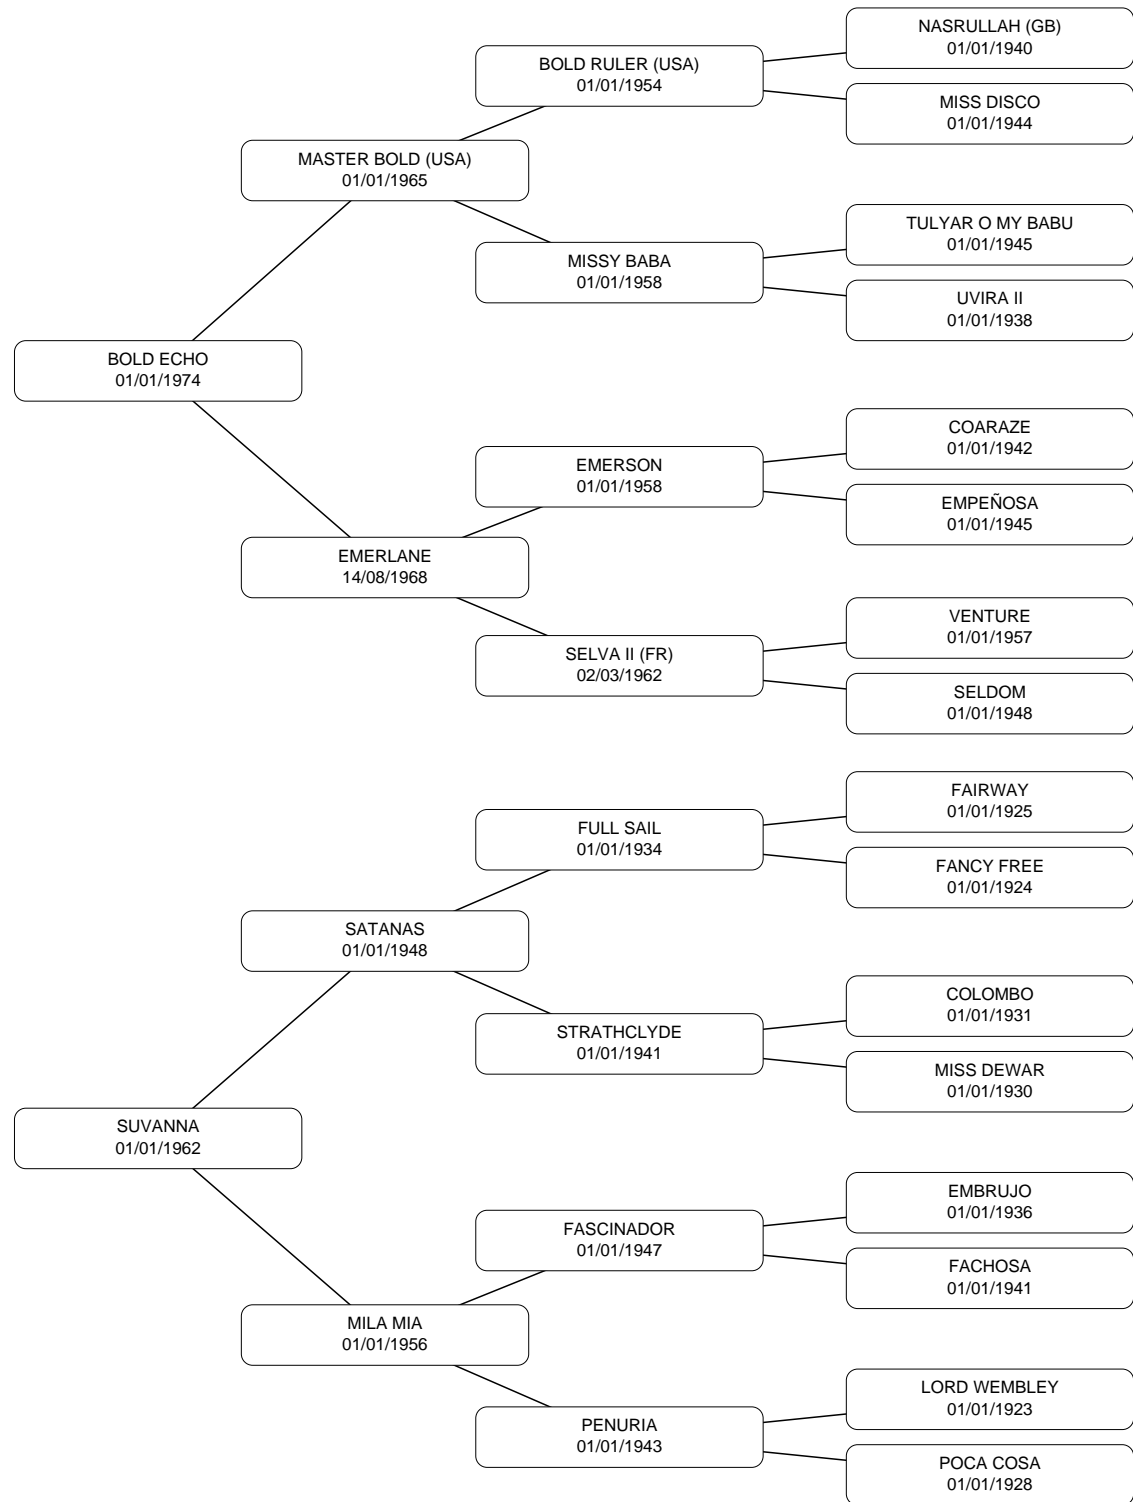 NASRULLAH (GB)
01/01/1940
BOLD RULER (USA)
01/01/1954
MISS DISCO
01/01/1944
MASTER BOLD (USA)
01/01/1965
TULYAR O MY BABU
01/01/1945
MISSY BABA
01/01/1958
UVIRA II
01/01/1938
BOLD ECHO
01/01/1974
COARAZE
01/01/1942
EMERSON
01/01/1958
EMPEÑOSA
01/01/1945
EMERLANE
14/08/1968
VENTURE
01/01/1957
SELVA II (FR)
02/03/1962
SELDOM
01/01/1948
FAIRWAY
01/01/1925
FULL SAIL
01/01/1934
FANCY FREE
01/01/1924
SATANAS
01/01/1948
COLOMBO
01/01/1931
STRATHCLYDE
01/01/1941
MISS DEWAR
01/01/1930
SUVANNA
01/01/1962
EMBRUJO
01/01/1936
FASCINADOR
01/01/1947
FACHOSA
01/01/1941
MILA MIA
01/01/1956
LORD WEMBLEY
01/01/1923
PENURIA
01/01/1943
POCA COSA
01/01/1928